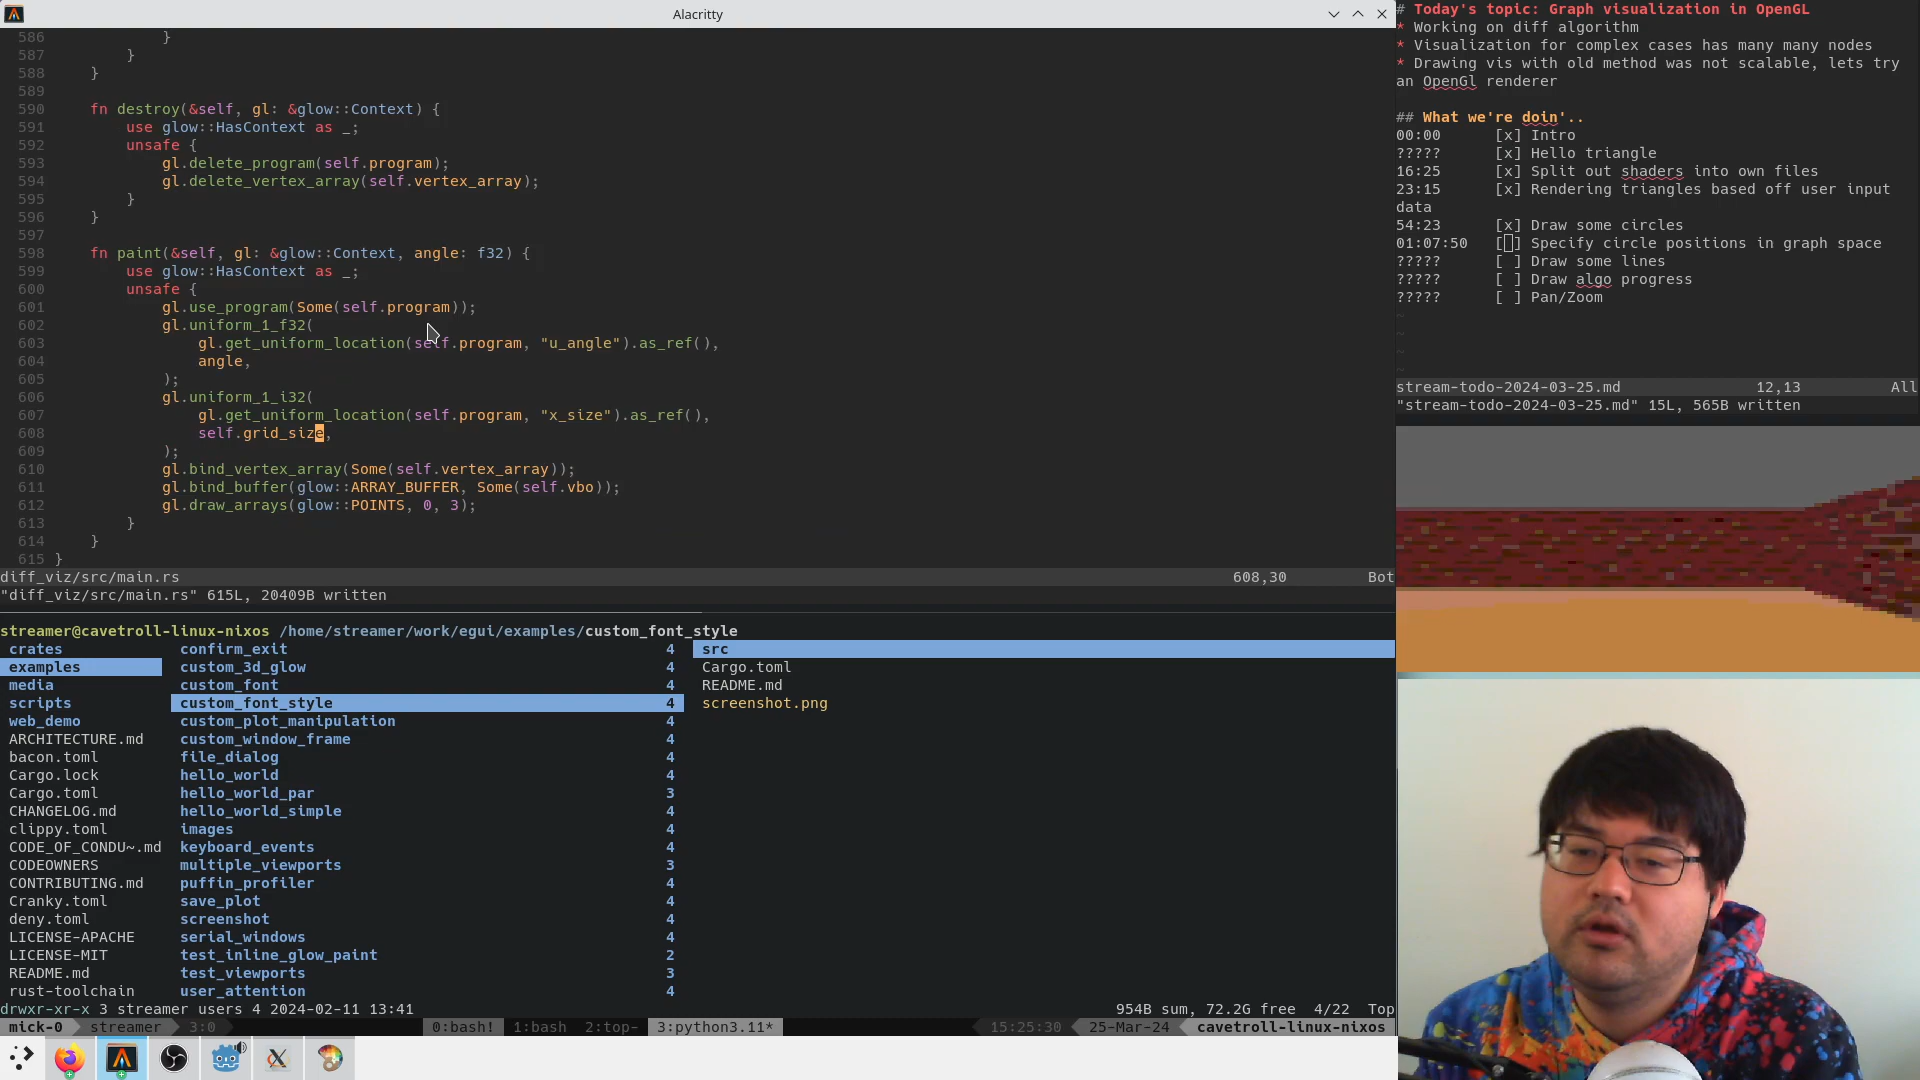 Alacritty
586             }
587         }
588     }
589
590     fn destroy(&self, gl: &glow::Context) {
591         use glow::HasContext as _;
592         unsafe {
593             gl.delete_program(self.program);
594             gl.delete_vertex_array(self.vertex_array);
595         }
596     }
597
598     fn paint(&self, gl: &glow::Context, angle: f32) {
599         use glow::HasContext as _;
600         unsafe {
601             gl.use_program(Some(self.program));
602             gl.uniform_1_f32(
603                 gl.get_uniform_location(self.program, "u_angle").as_ref(),
604                 angle,
605             );
606             gl.uniform_1_i32(
607                 gl.get_uniform_location(self.program, "x_size").as_ref(),
608                 self.grid_size,
609             );
610             gl.bind_vertex_array(Some(self.vertex_array));
611             gl.bind_buffer(glow::ARRAY_BUFFER, Some(self.vbo));
612             gl.draw_arrays(glow::POINTS, 0, 3);
613         }
614     }
615 }
diff_viz/src/main.rs 608,30 Bot
"diff_viz/src/main.rs" 615L, 20409B written
streamer@cavetroll-linux-nixos /home/streamer/work/egui/examples/custom_font_style
crates confirm_exit 4 src
examples custom_3d_glow 4 Cargo.toml
media custom_font 4 README.md
scripts custom_font_style 4 screenshot.png
web_demo custom_plot_manipulation 4
ARCHITECTURE.md custom_window_frame 4
bacon.toml file_dialog 4
Cargo.lock hello_world 4
Cargo.toml hello_world_par 3
CHANGELOG.md hello_world_simple 4
clippy.toml images 4
CODE_OF_CONDU~.md keyboard_events 4
CODEOWNERS multiple_viewports 3
CONTRIBUTING.md puffin_profiler 4
Cranky.toml save_plot 4
deny.toml screenshot 4
LICENSE-APACHE serial_windows 4
LICENSE-MIT test_inline_glow_paint 2
README.md test_viewports 3
rust-toolchain user_attention 4
drwxr-xr-x 3 streamer users 4 2024-02-11 13:41 954B sum, 72.2G free 4/22 Top
mick-0 streamer 3:0 0:bash! 1:bash 2:top- 3:python3.11* 15:25:30 25-Mar-24 cavetroll-linux-nixos
# Today's topic: Graph visualization in OpenGL
* Working on diff algorithm
* Visualization for complex cases has many many nodes
* Drawing vis with old method was not scalable, lets try
an OpenGl renderer
## What we're doin'..
00:00 [x] Intro
????? [x] Hello triangle
16:25 [x] Split out shaders into own files
23:15 [x] Rendering triangles based off user input
data
54:23 [x] Draw some circles
01:07:50 [ ] Specify circle positions in graph space
????? [ ] Draw some lines
????? [ ] Draw algo progress
????? [ ] Pan/Zoom
~
~
~
~
stream-todo-2024-03-25.md 12,13 All
"stream-todo-2024-03-25.md" 15L, 565B written